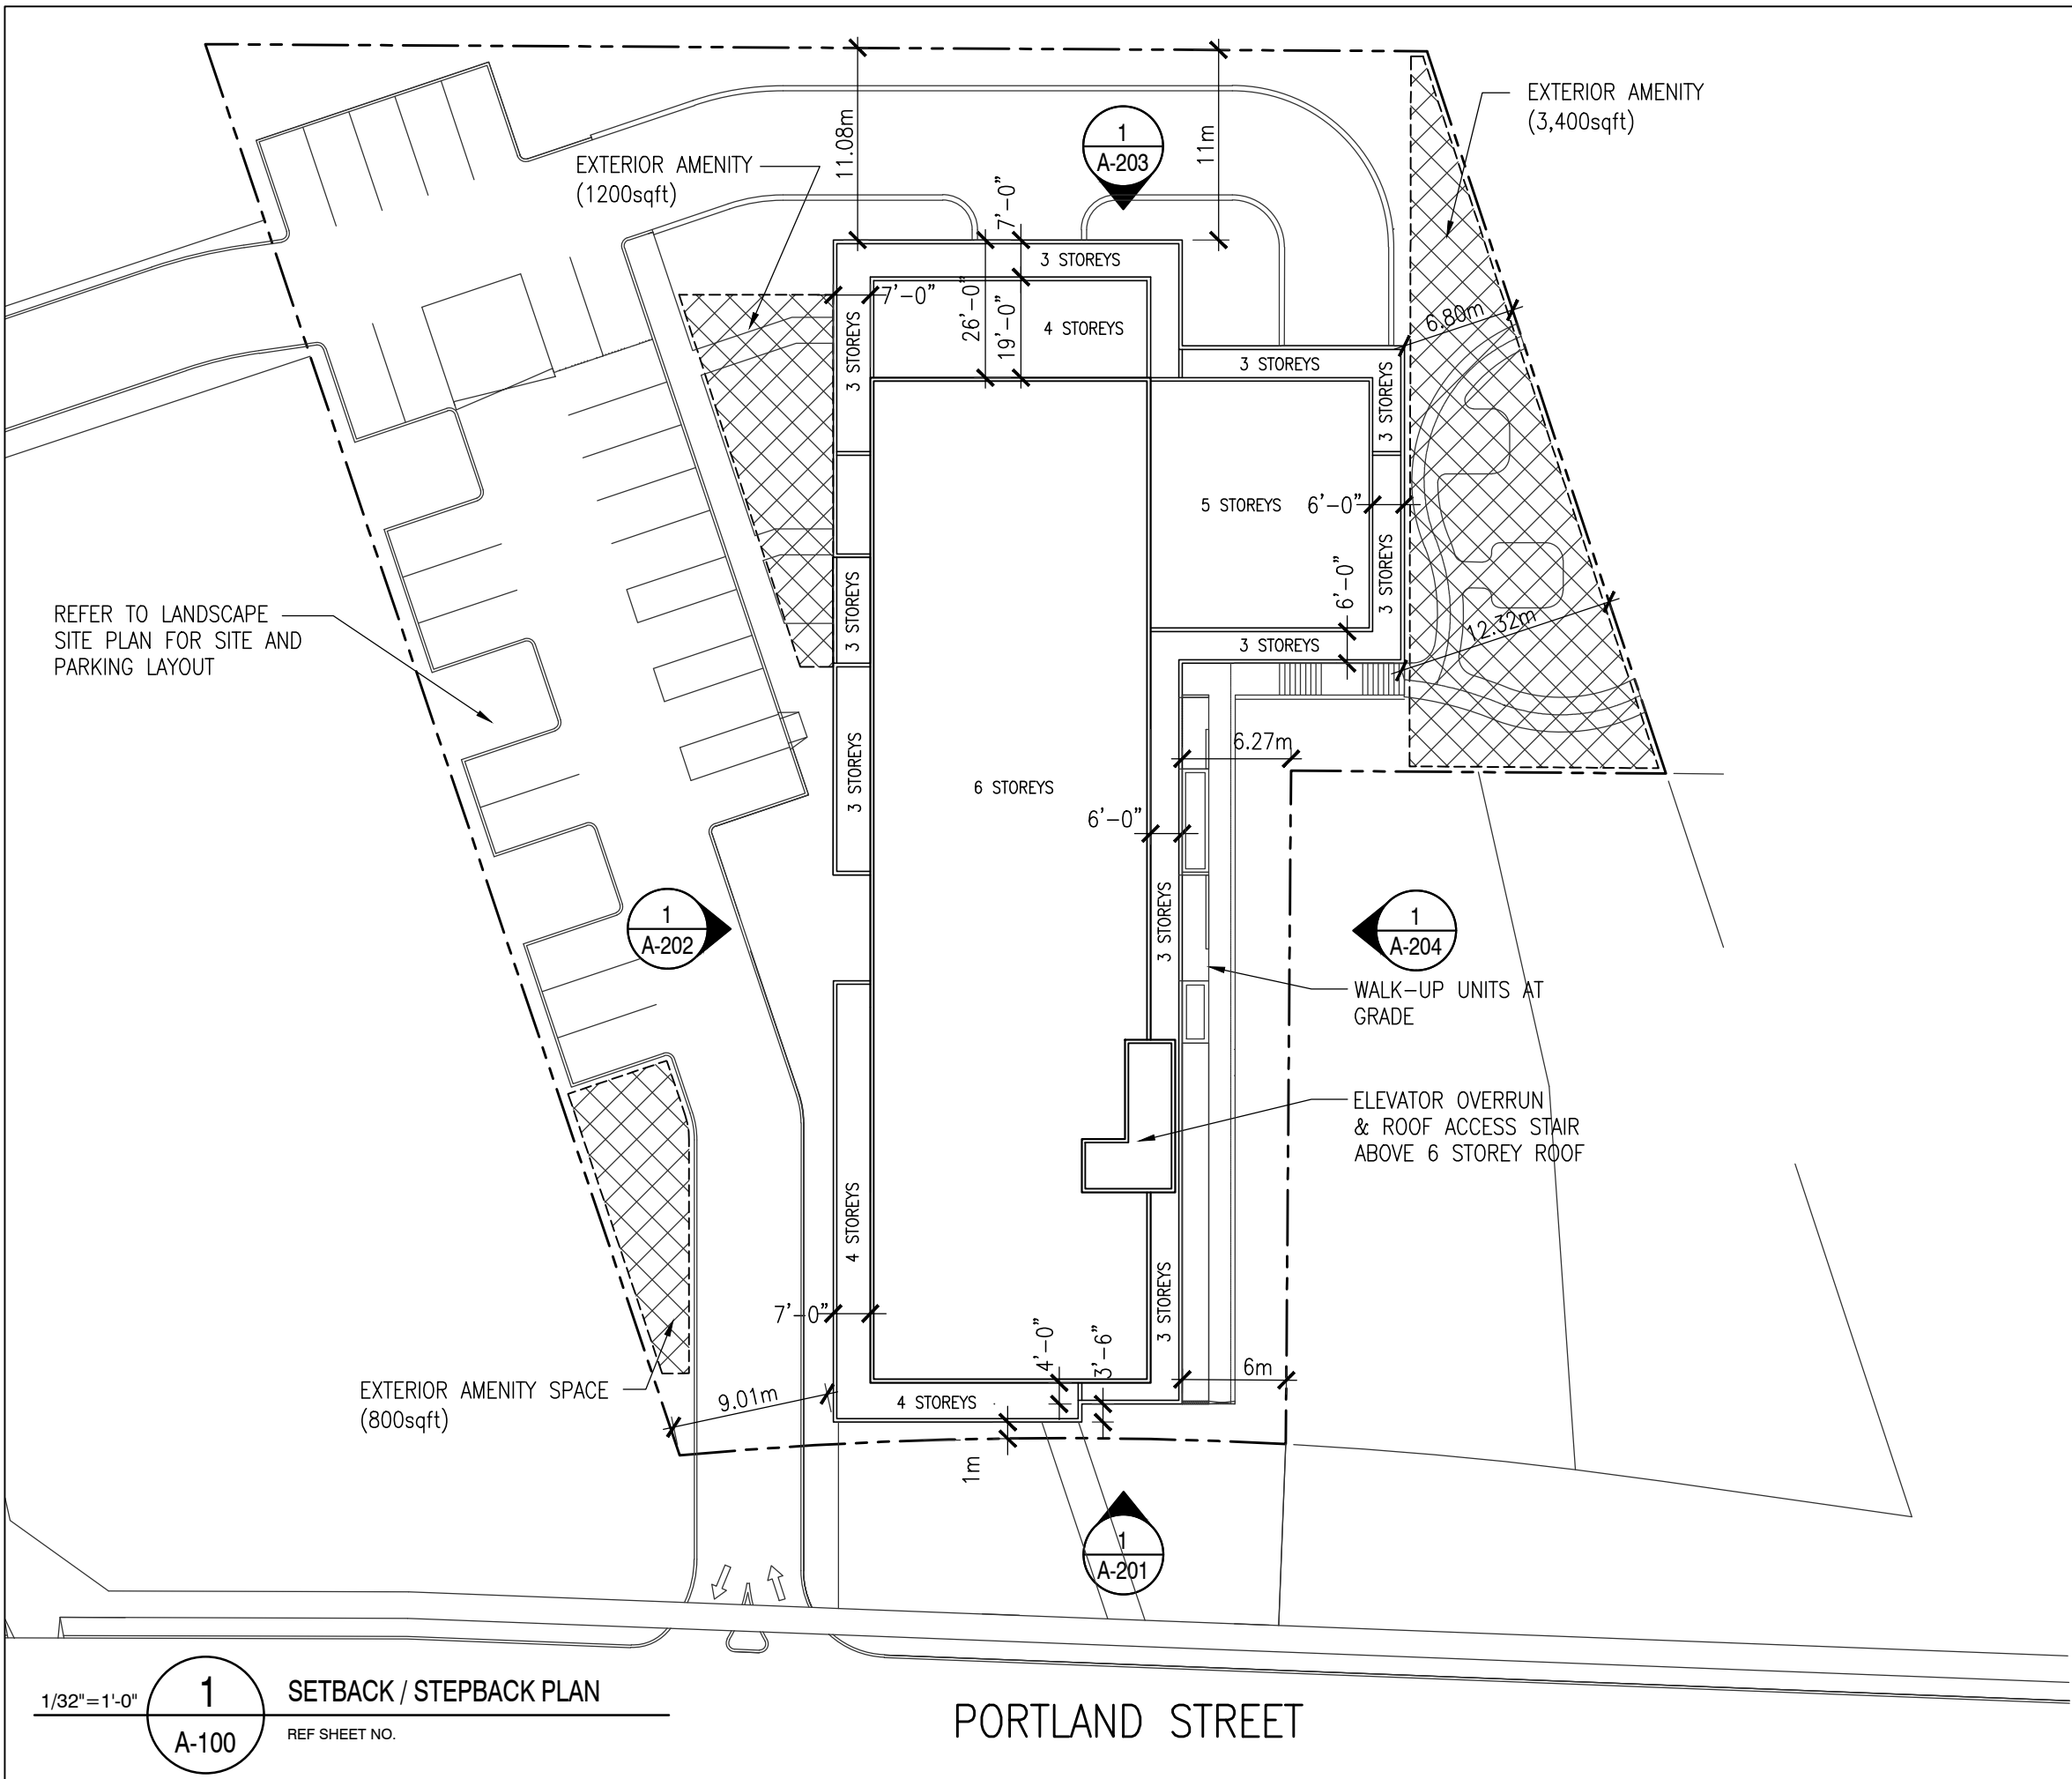 EXTERIOR AMENITY
(3,400sqft)
11.08m
1
A-203
11m
EXTERIOR AMENITY
(1200sqft)
7'-0"
3 STOREYS
7'-0"
26'-0"
19'-0"
4 STOREYS
6.80m
3 STOREYS
3 STOREYS
3 STOREYS
5 STOREYS
6'-0"
3 STOREYS
6'-0"
3 STOREYS
REFER TO LANDSCAPE
SITE PLAN FOR SITE AND
PARKING LAYOUT
12.32m
3 STOREYS
6.27m
3 STOREYS
6 STOREYS
6'-0"
3 STOREYS
1
A-202
1
A-204
WALK-UP UNITS AT
GRADE
ELEVATOR OVERRUN
& ROOF ACCESS STAIR
ABOVE 6 STOREY ROOF
4 STOREYS
3 STOREYS
7'-0"
4'-0"
3'-6"
6m
EXTERIOR AMENITY SPACE
(800sqft)
9.01m
4 STOREYS
1m
1
A-201
1/32"=1'-0"
1
A-100
SETBACK / STEPBACK PLAN
REF SHEET NO.
PORTLAND STREET